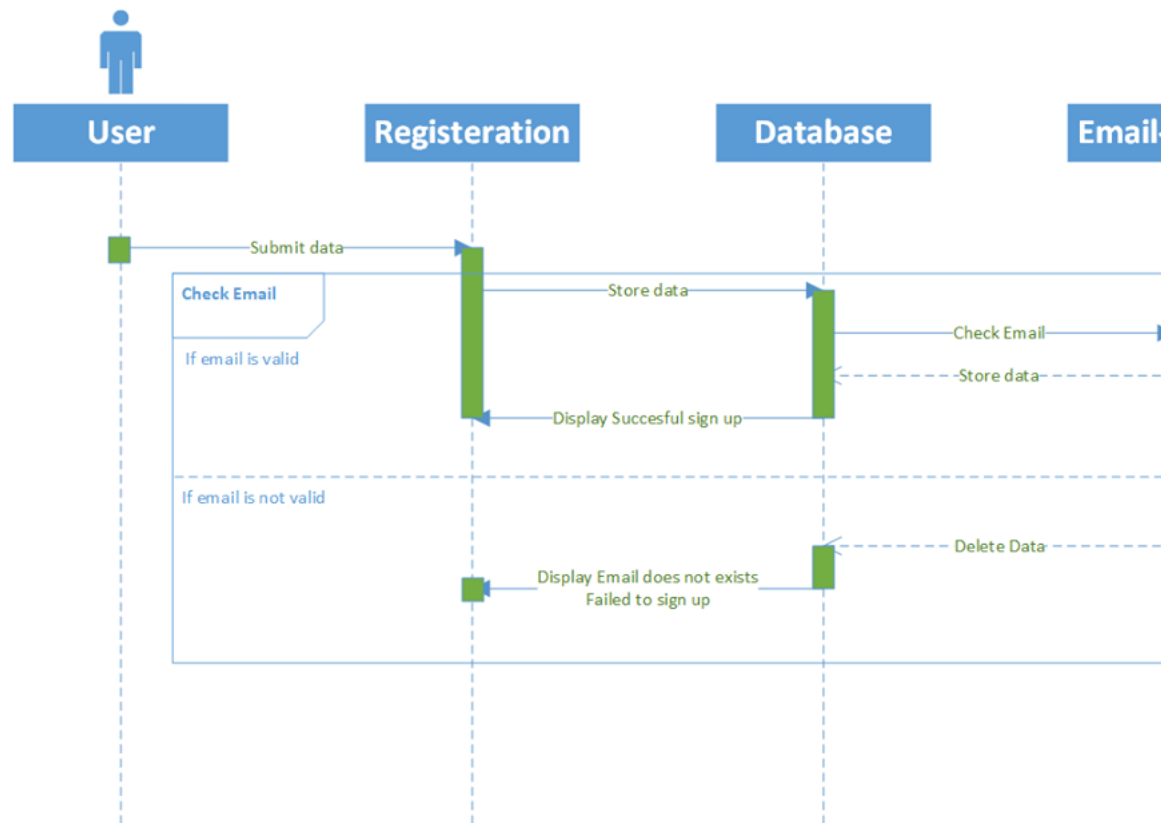 User
Registeration
Database
Email-
Submit data
Check Email
Store data
Check Email
If email is valid
Store data
Display Succesful sign up
If email is not valid
Delete Data
Display Email does not exists
Failed to sign up